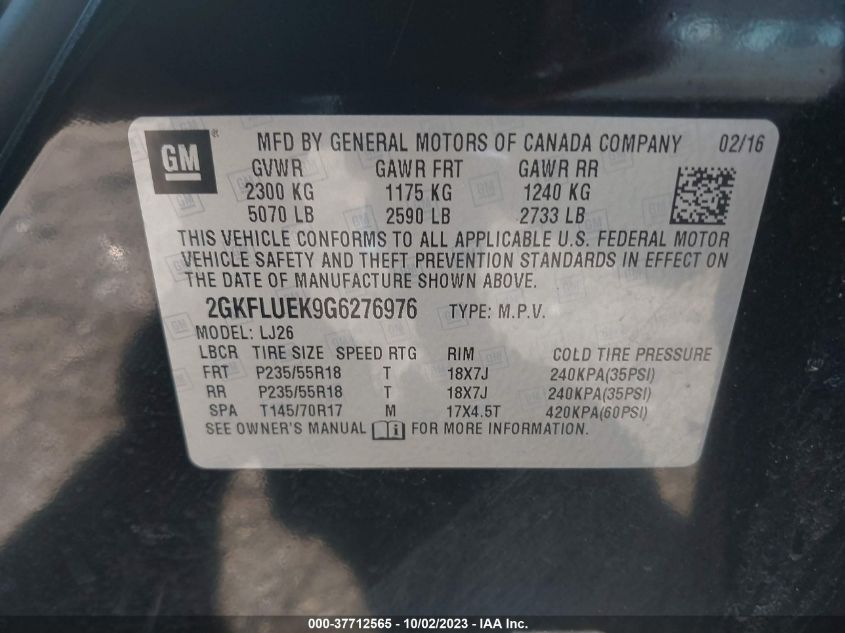 GM ® MFD BY GENERAL MOTORS OF CANADA COMPANY 02/16
GVWR GAWR FRT GAWR RR
2300 KG 1175 KG 1240 KG
5070 LB 2590 LB 2733 LB
THIS VEHICLE CONFORMS TO ALL APPLICABLE U.S. FEDERAL MOTOR
VEHICLE SAFETY AND THEFT PREVENTION STANDARDS IN EFFECT ON
THE DATE OF MANUFACTURE SHOWN ABOVE.
2GKFLUEK9G6276976 TYPE: M.P.V.
MODEL: LJ26
LBCR TIRE SIZE SPEED RTG RIM COLD TIRE PRESSURE
FRT P235/55R18 T 18X7J 240KPA(35PSI)
RR P235/55R18 T 18X7J 240KPA(35PSI)
SPA T145/70R17 M 17X4.5T 420KPA(60PSI)
SEE OWNER'S MANUAL FOR MORE INFORMATION.
000-37712565 - 10/02/2023 - IAA Inc.